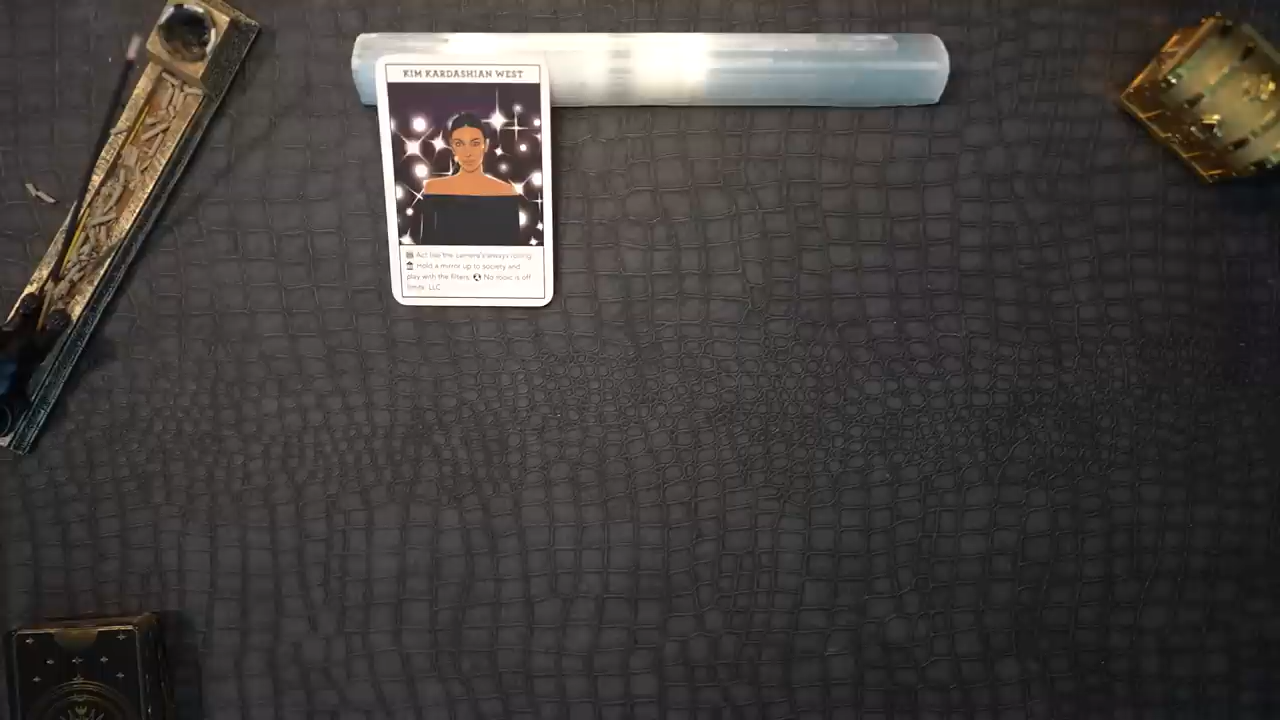 KIM KARDASHIAN WEST
Act like the camera's always rolling.
Hold a mirror up to society and
play with the filters. No topic is off
limits. LLC